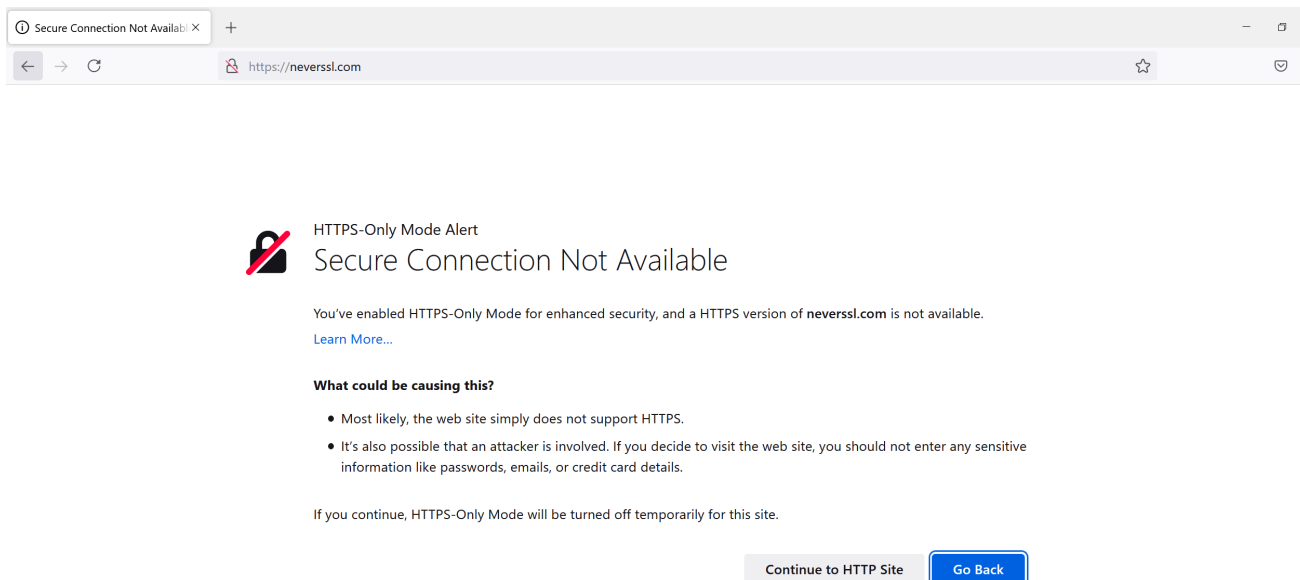 Secure Connection Not Availabl
https://neverssl.com
HTTPS-Only Mode Alert
Secure Connection Not Available
You’ve enabled HTTPS-Only Mode for enhanced security, and a HTTPS version of neverssl.com is not available.
Learn More…
What could be causing this?
• Most likely, the web site simply does not support HTTPS.
• It’s also possible that an attacker is involved. If you decide to visit the web site, you should not enter any sensitive
information like passwords, emails, or credit card details.
If you continue, HTTPS-Only Mode will be turned off temporarily for this site.
Continue to HTTP Site Go Back